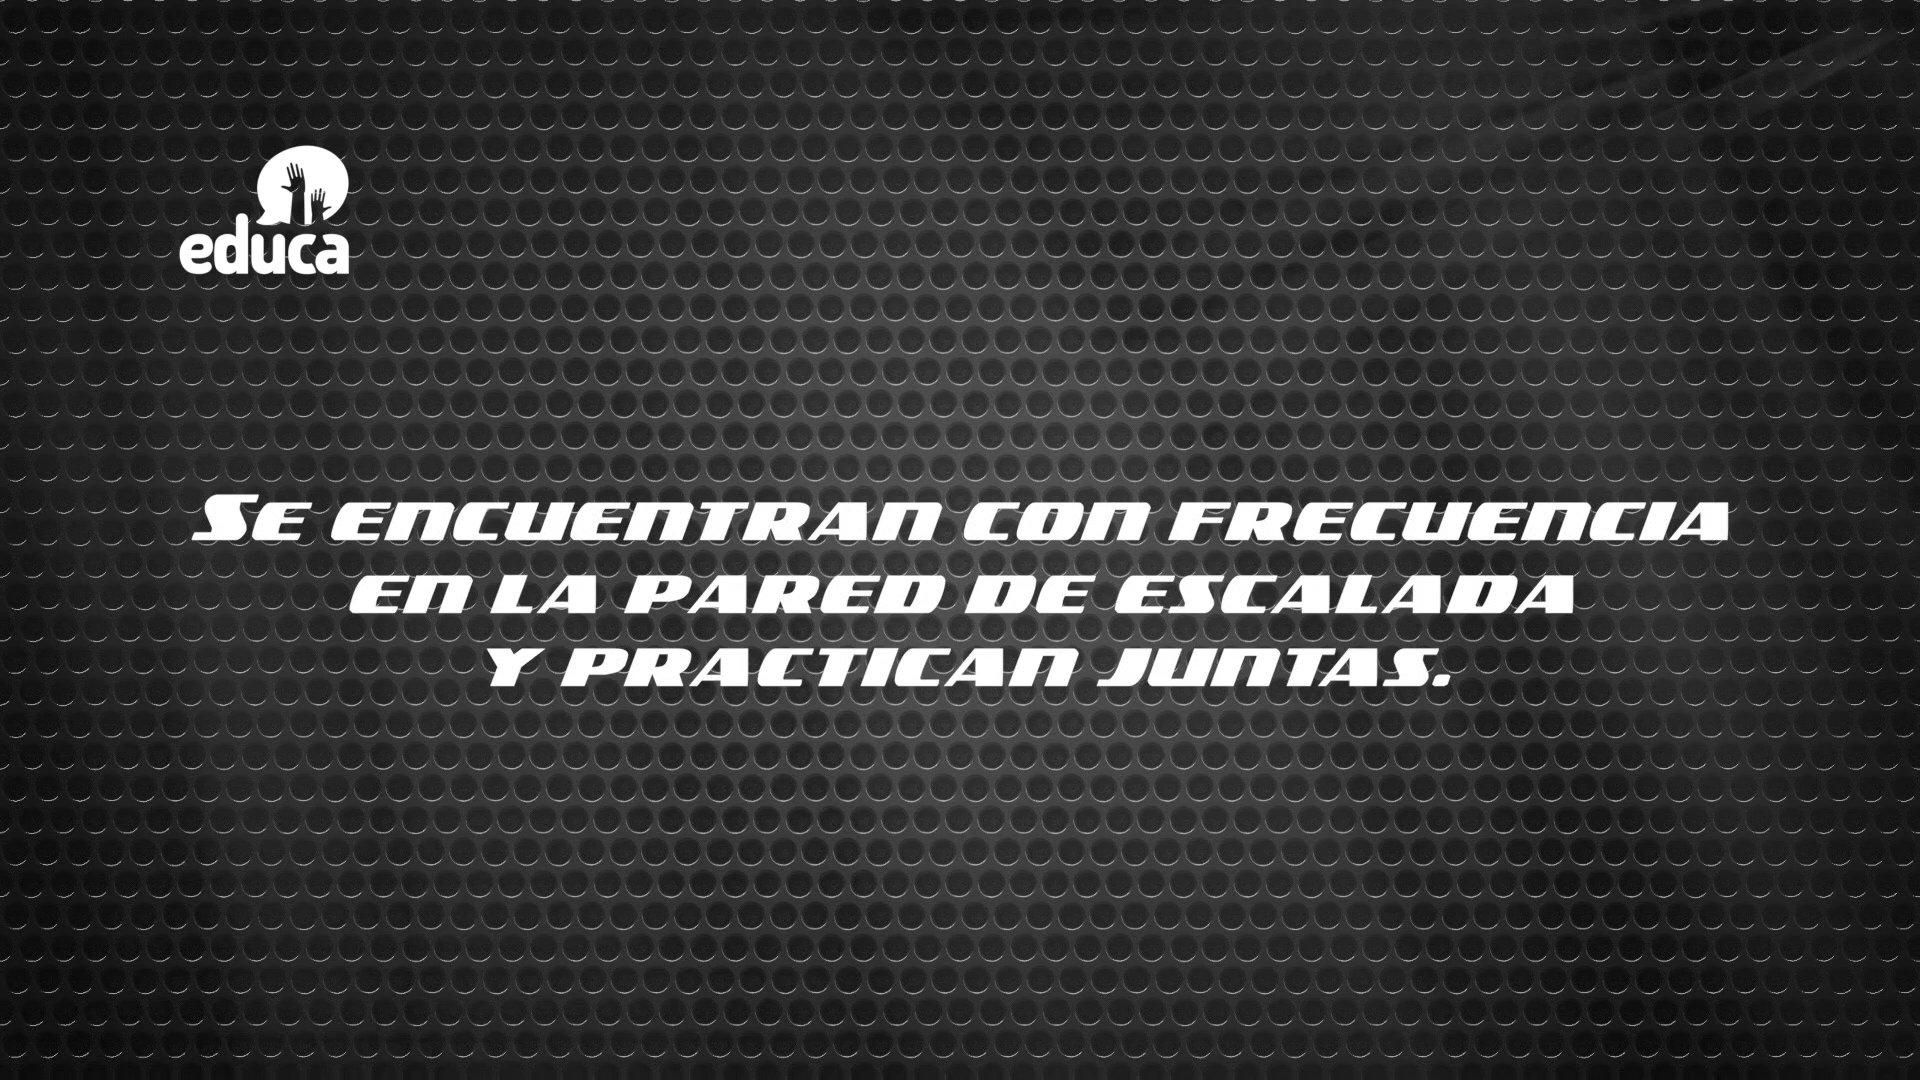 educa
Se encuentran con frecuencia
en la pared de escalada
y practican juntas.